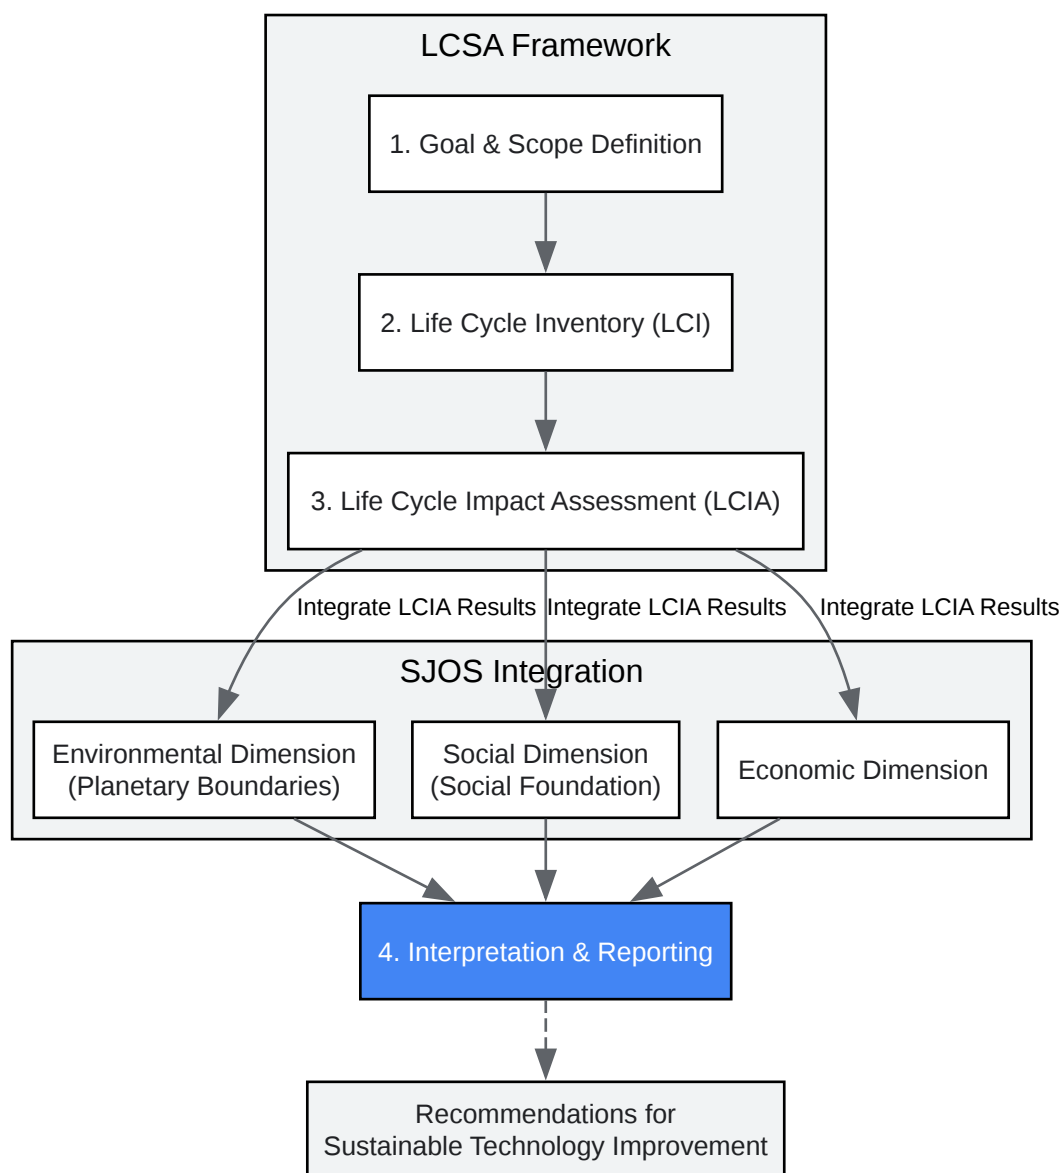 LCSA Framework
1. Goal & Scope Definition
2. Life Cycle Inventory (LCI)
3. Life Cycle Impact Assessment (LCIA)
Integrate LCIA Results
Integrate LCIA Results
Integrate LCIA Results
SJOS Integration
Environmental Dimension
(Planetary Boundaries)
Social Dimension
(Social Foundation)
Economic Dimension
4. Interpretation & Reporting
Recommendations for
Sustainable Technology Improvement